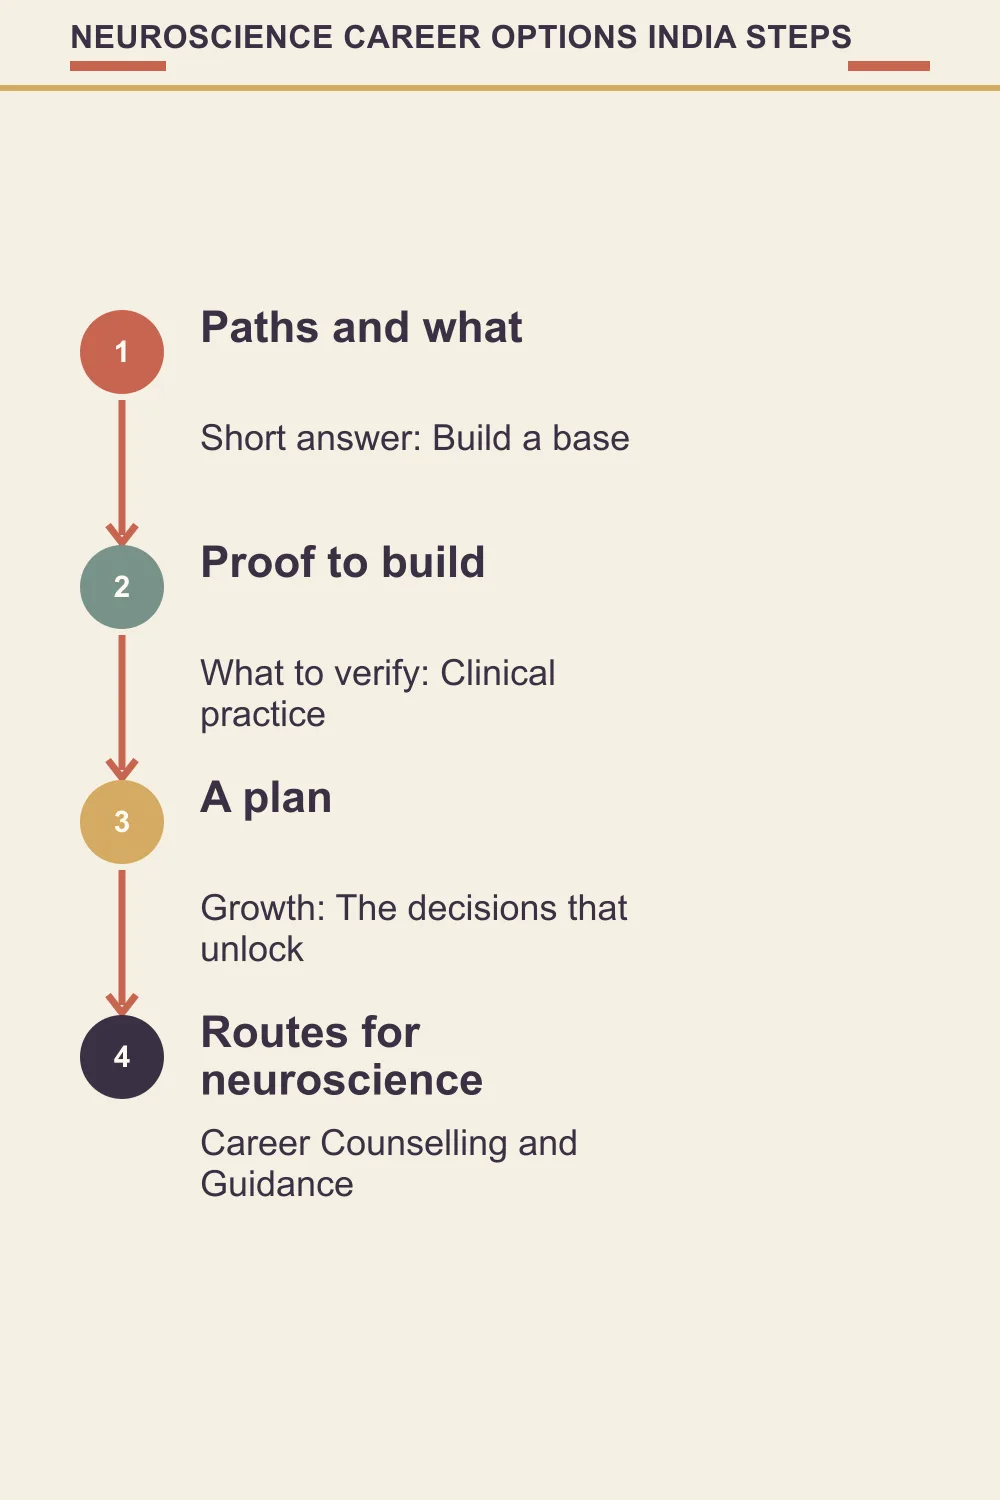 NEUROSCIENCE CAREER OPTIONS INDIA STEPS
1
Paths and what
Short answer: Build a base
2
Proof to build
What to verify: Clinical
practice
3
A plan
Growth: The decisions that
unlock
4
Routes for
neuroscience
Career Counselling and
Guidance